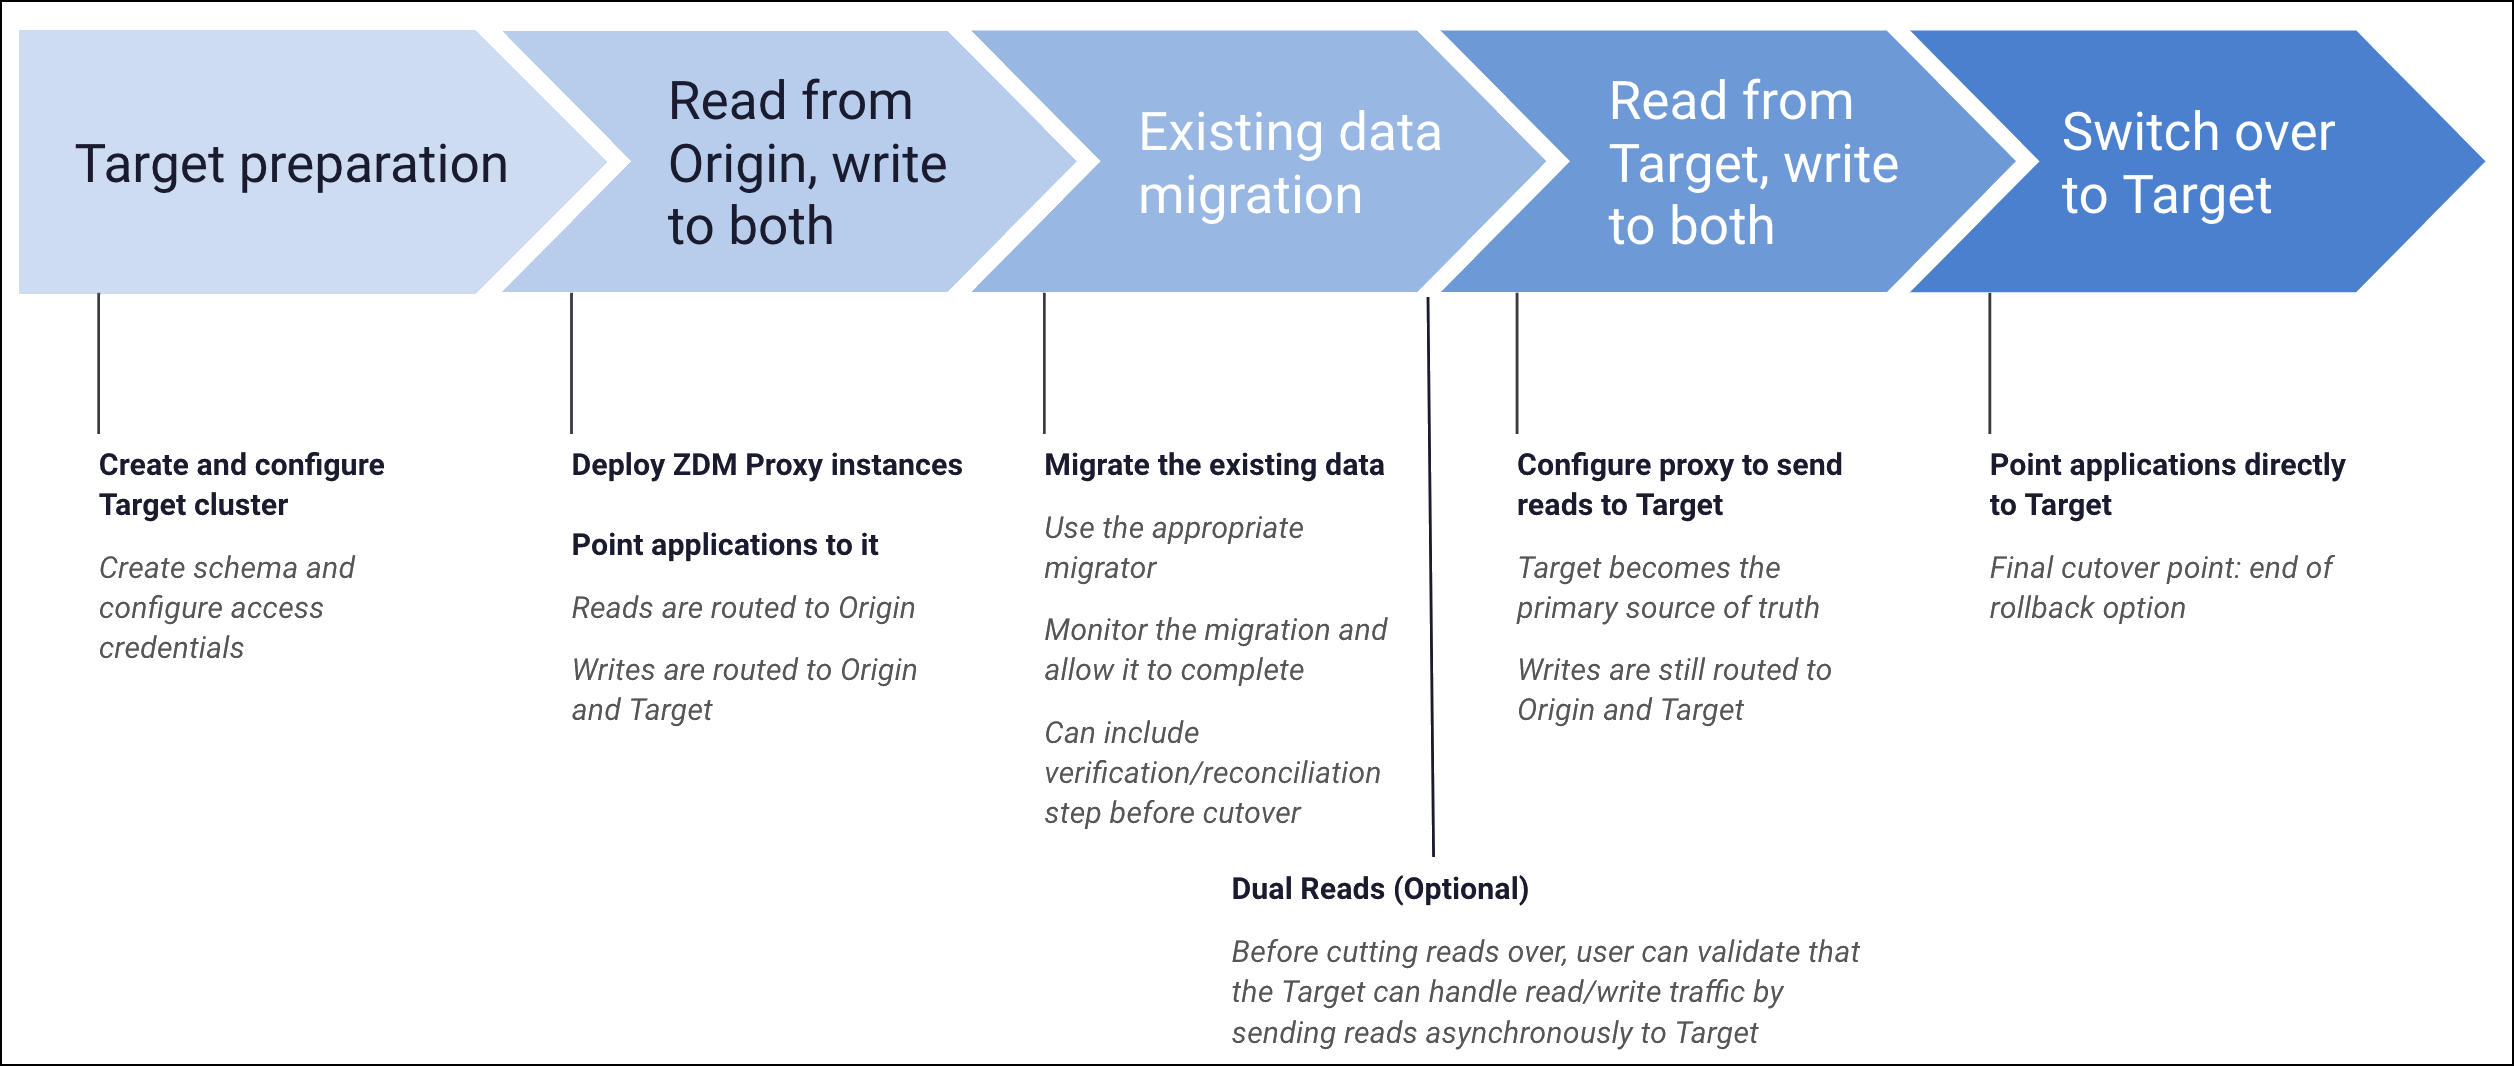 Target preparation
Read from
Origin, write
to both
Existing data
migration
Read from
Target, write
to both
Switch over
to Target
Create and configure
Target cluster
Create schema and
configure access
credentials
Deploy ZDM Proxy instances
Point applications to it
Reads are routed to Origin
Writes are routed to Origin
and Target
Migrate the existing data
Use the appropriate
migrator
Monitor the migration and
allow it to complete
Can include
verification/reconciliation
step before cutover
Dual Reads (Optional)
Before cutting reads over, user can validate that
the Target can handle read/write traffic by
sending reads asynchronously to Target
Configure proxy to send
reads to Target
Target becomes the
primary source of truth
Writes are still routed to
Origin and Target
Point applications directly
to Target
Final cutover point: end of
rollback option